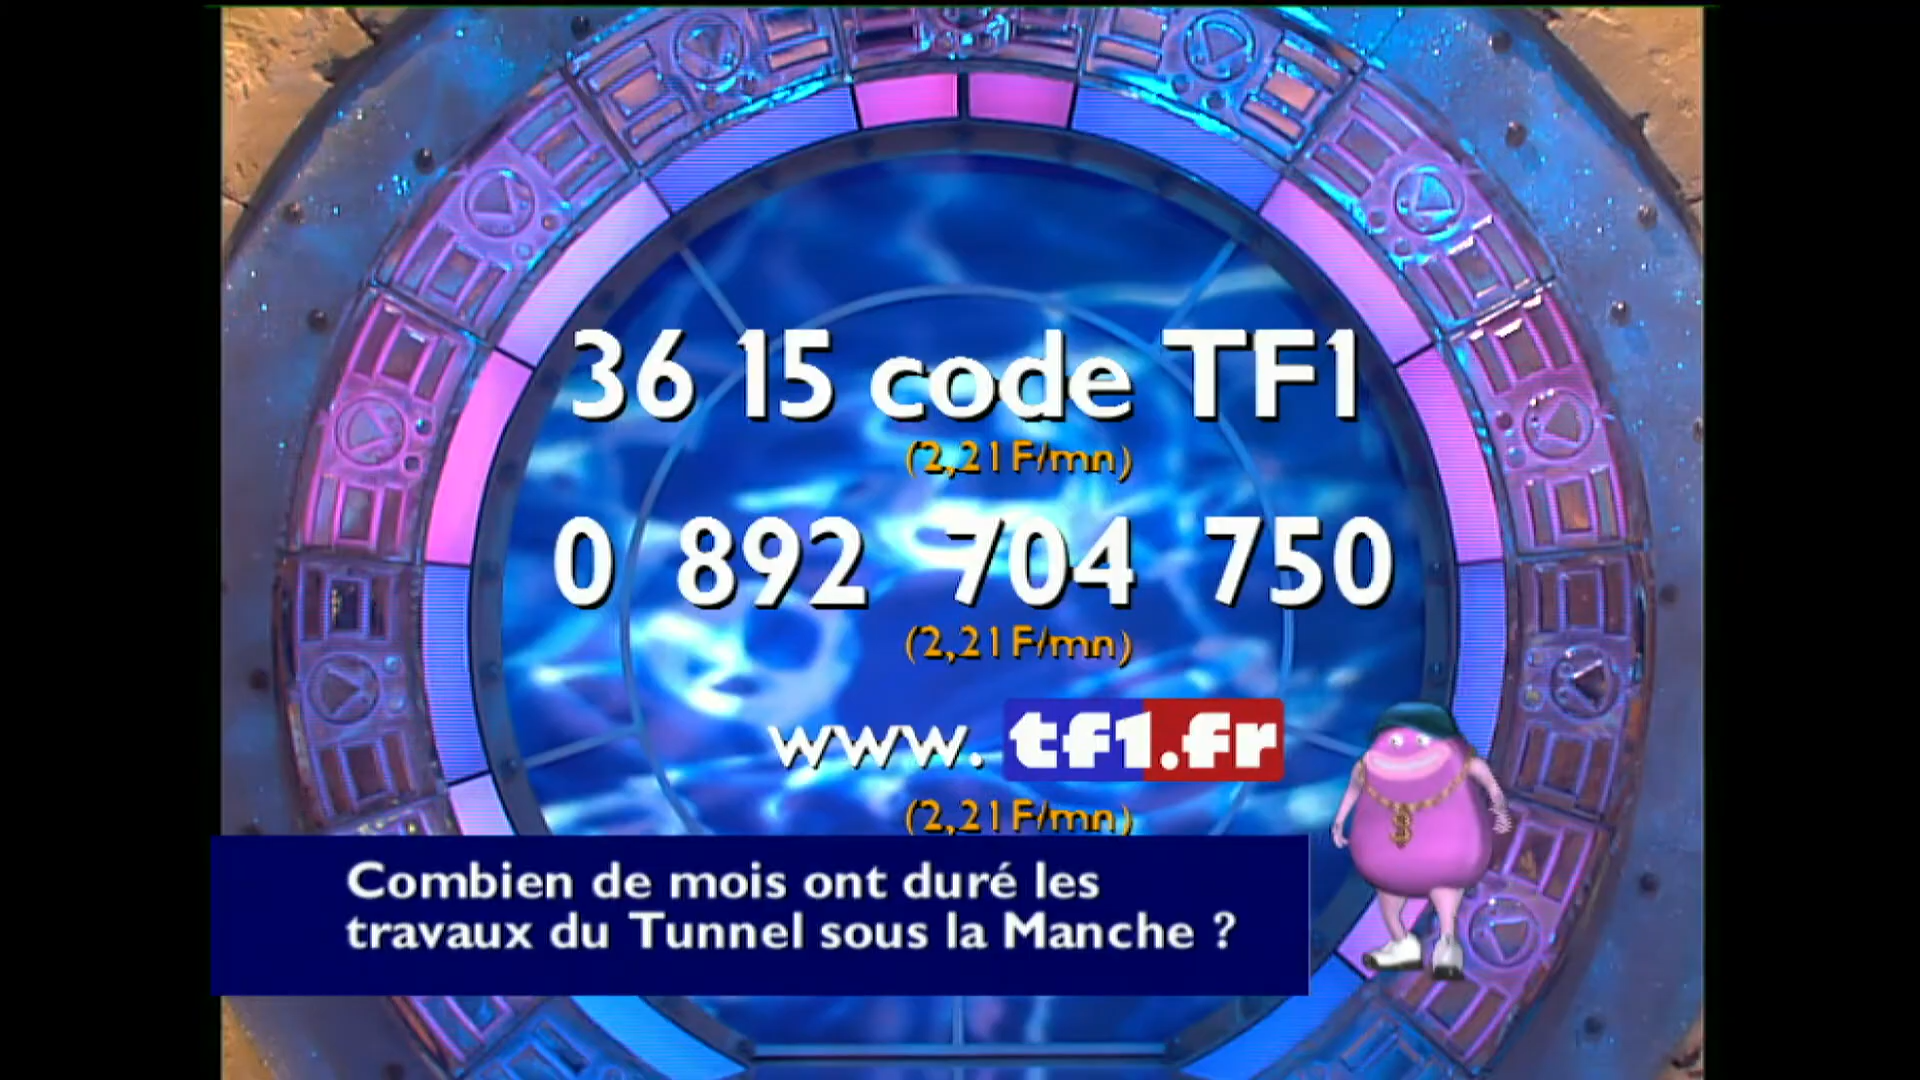 36 15 code TF1
(2,21 F/mn)
0 892 704 750
(2,21 F/mn)
www.tf1.fr
(2,21 F/mn)
Combien de mois ont duré les
travaux du Tunnel sous la Manche ?